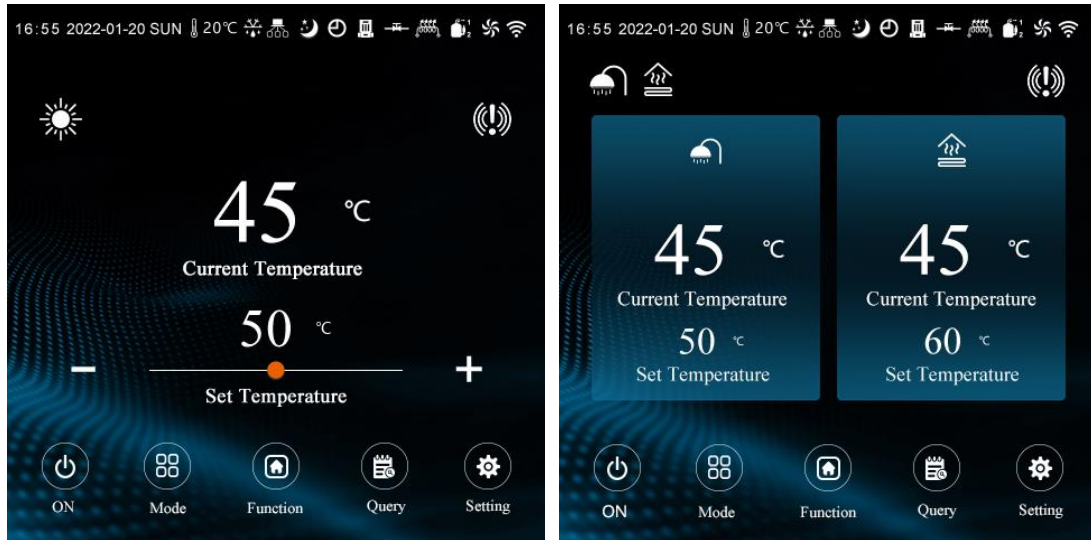 16:55 2022-01-20 SUN 20℃
45 ℃
Current Temperature
50 ℃
Set Temperature
ON Mode Function Query Setting
16:55 2022-01-20 SUN 20℃
45 ℃
Current Temperature
50 ℃
Set Temperature
45 ℃
Current Temperature
60 ℃
Set Temperature
ON Mode Function Query Setting